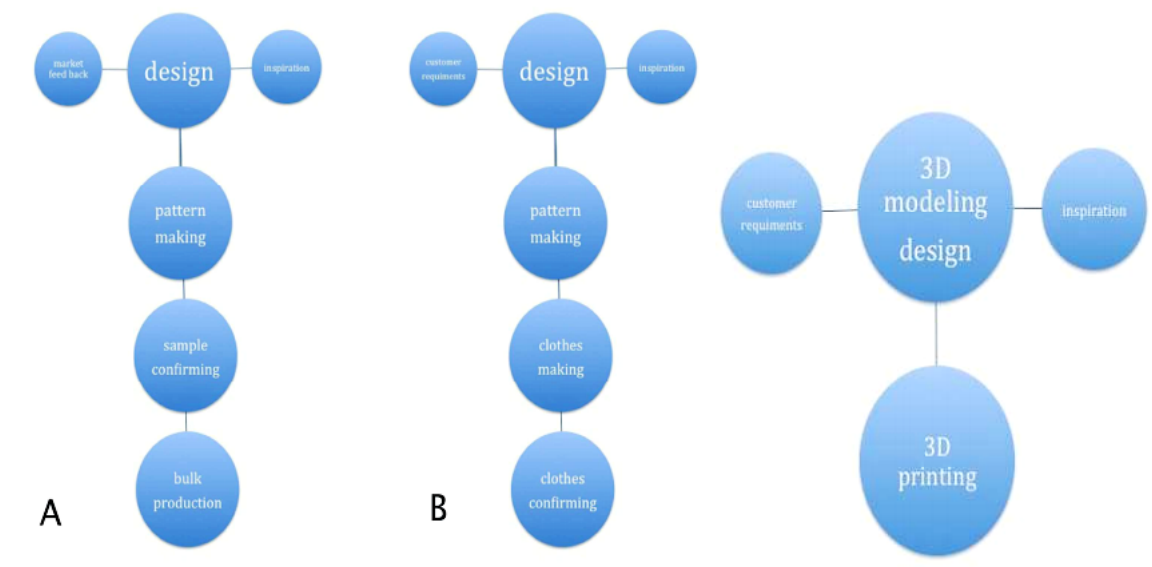 market
feed back
design
inspiration
pattern
making
sample
confirming
bulk
production
A
customer
requiments
design
inspiration
pattern
making
clothes
making
clothes
confirming
B
customer
requiments
3D
modeling
design
inspiration
3D
printing